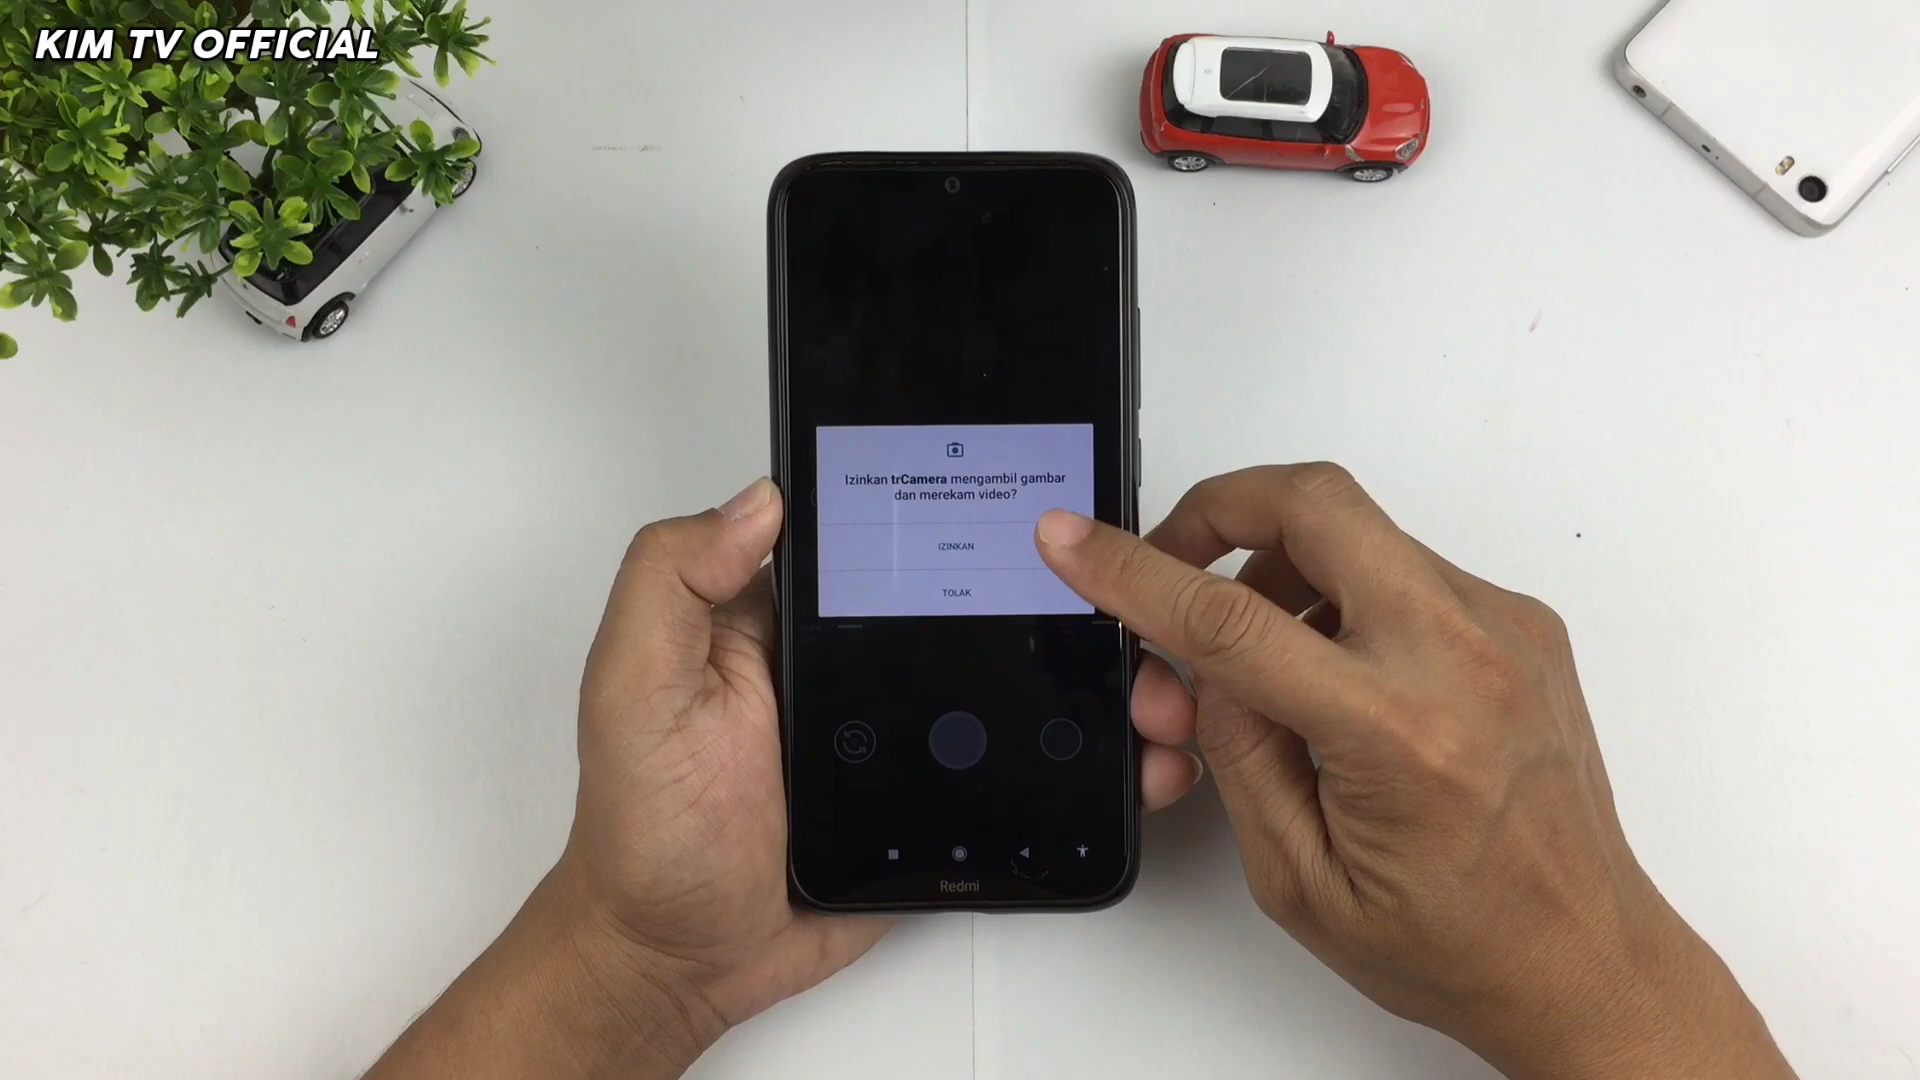 KIM TV OFFICIAL
Izinkan trCamera mengambil gambar
dan merekam video?
IZINKAN
TOLAK
Redmi